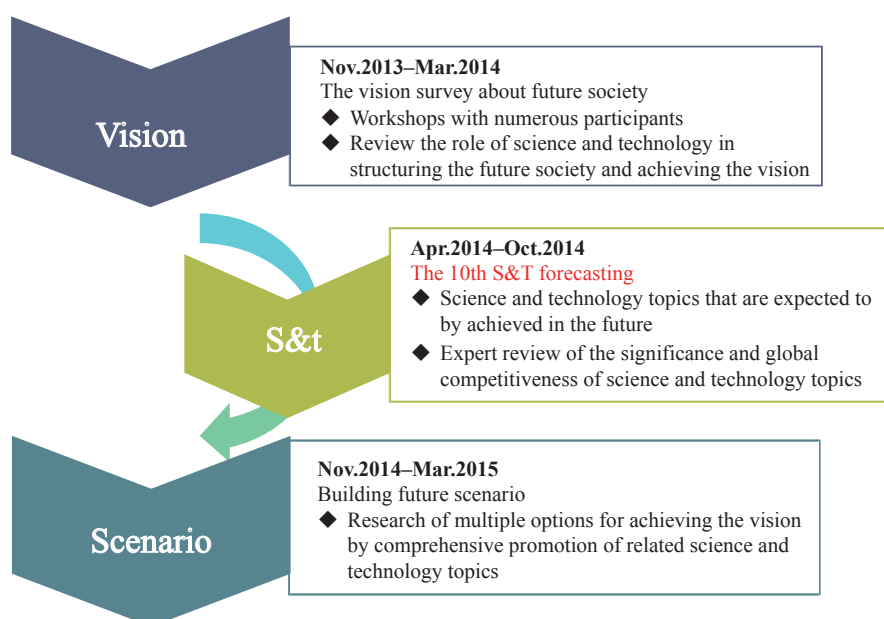 Vision
Nov.2013–Mar.2014
The vision survey about future society
◆ Workshops with numerous participants
◆ Review the role of science and technology in
structuring the future society and achieving the vision
S&t
Apr.2014–Oct.2014
The 10th S&T forecasting
◆ Science and technology topics that are expected to
by achieved in the future
◆ Expert review of the significance and global
competitiveness of science and technology topics
Scenario
Nov.2014–Mar.2015
Building future scenario
◆ Research of multiple options for achieving the vision
by comprehensive promotion of related science and
technology topics